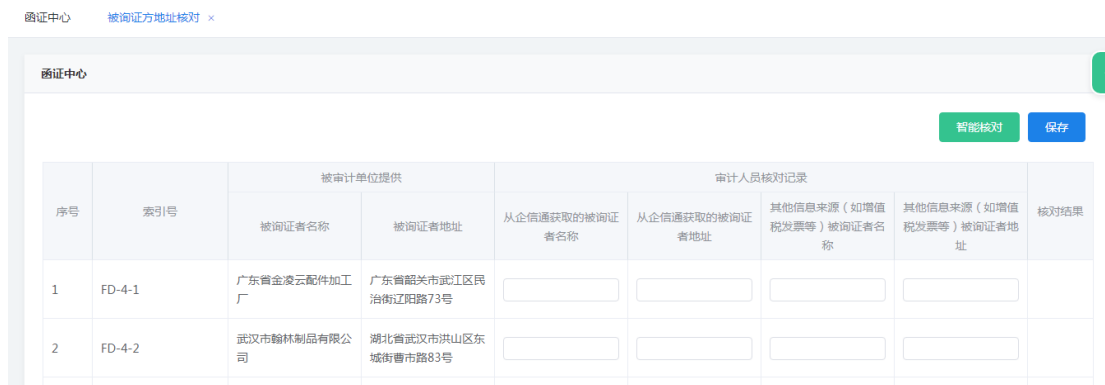 函证中心 被询证方地址核对 ×
函证中心
智能核对 保存
被审计单位提供 审计人员核对记录
序号 索引号 核对结果
被询证者名称 被询证者地址
从企信通获取的被询证
者名称
从企信通获取的被询证
者地址
其他信息来源（如增值
税发票等）被询证者名
称
其他信息来源（如增值
税发票等）被询证者地
址
1 FD-4-1
广东省金凌云配件加工
厂
广东省韶关市武江区民
治街辽阳路73号
2 FD-4-2
武汉市翰林制品有限公
司
湖北省武汉市洪山区东
城街曹市路83号